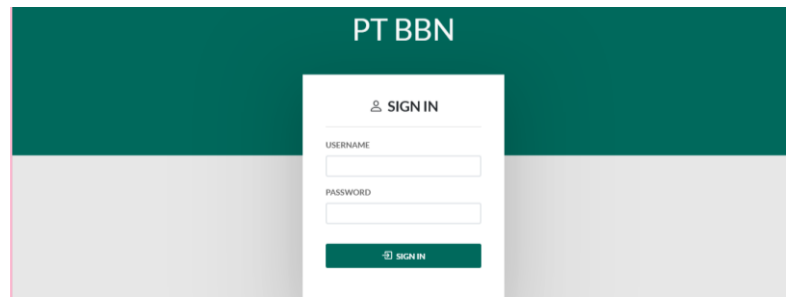 PT BBN
SIGN IN
USERNAME
PASSWORD
SIGN IN